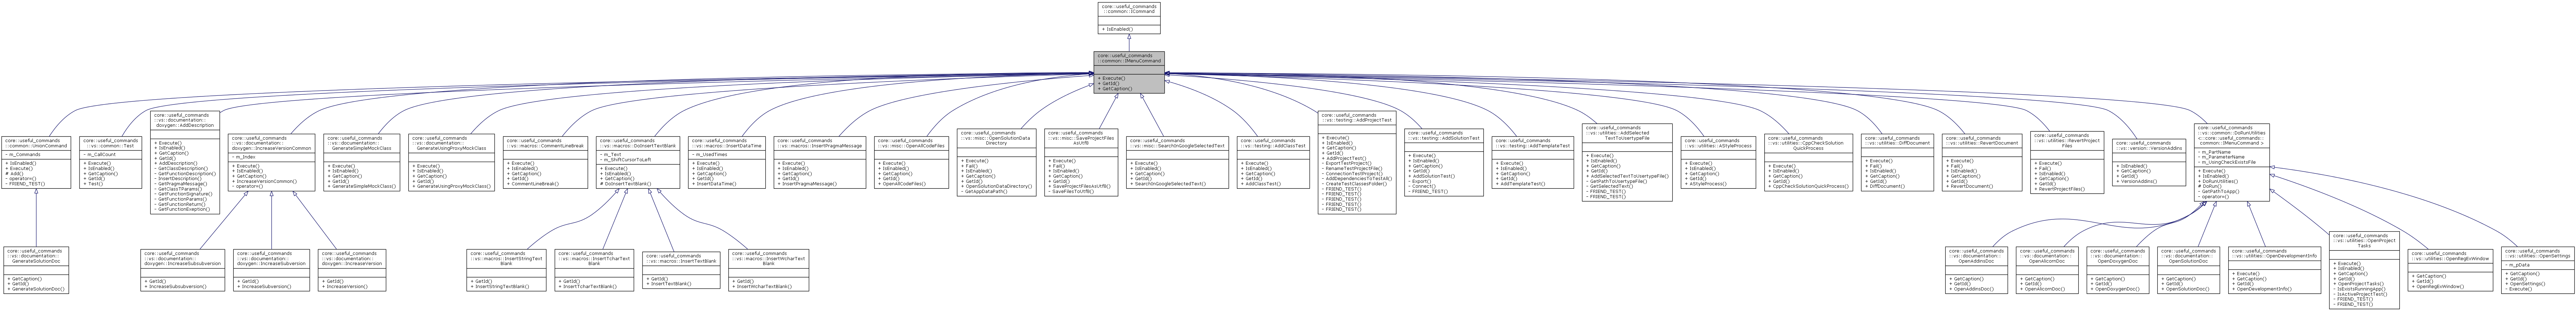 core::useful_commands
::common::ICommand
+ IsEnabled()
core::useful_commands
::common::IMenuCommand
+ Execute()
+ GetId()
+ GetCaption()
core::useful_commands
::common::UnionCommand
- m_Commands
+ IsEnabled()
+ Execute()
# Add()
- operator=()
- FRIEND_TEST()
core::useful_commands
::vs::common::Test
- m_CallCount
+ Execute()
+ IsEnabled()
+ GetCaption()
+ GetId()
+ Test()
core::useful_commands
::vs::documentation::
doxygen::AddDescription
+ Execute()
+ IsEnabled()
+ GetCaption()
+ GetId()
+ AddDescription()
- GetClassDescription()
- GetFunctionDescription()
- InsertDescription()
- GetPragmaMessage()
- GetClassTParams()
- GetFunctionSignature()
- GetFunctionTParams()
- GetFunctionParams()
- GetFunctionReturn()
- GetFunctionExeption()
core::useful_commands
::vs::documentation::
doxygen::IncreaseVersionCommon
- m_Index
+ Execute()
+ IsEnabled()
+ GetCaption()
+ IncreaseVersionCommon()
- operator=()
core::useful_commands
::vs::documentation::
GenerateSimpleMockClass
+ Execute()
+ IsEnabled()
+ GetCaption()
+ GetId()
+ GenerateSimpleMockClass()
core::useful_commands
::vs::documentation::
GenerateUsingProxyMockClass
+ Execute()
+ IsEnabled()
+ GetCaption()
+ GetId()
+ GenerateUsingProxyMockClass()
core::useful_commands
::vs::macros::CommentLineBreak
+ Execute()
+ IsEnabled()
+ GetCaption()
+ GetId()
+ CommentLineBreak()
core::useful_commands
::vs::macros::DoInsertTextBlank
- m_Text
- m_ShiftCursorToLeft
+ Execute()
+ IsEnabled()
+ GetCaption()
# DoInsertTextBlank()
core::useful_commands
::vs::macros::InsertDataTime
- m_UsedTimes
+ Execute()
+ IsEnabled()
+ GetCaption()
+ GetId()
+ InsertDataTime()
core::useful_commands
::vs::macros::InsertPragmaMessage
+ Execute()
+ IsEnabled()
+ GetCaption()
+ GetId()
+ InsertPragmaMessage()
core::useful_commands
::vs::misc::OpenAllCodeFiles
+ Execute()
+ IsEnabled()
+ GetCaption()
+ GetId()
+ OpenAllCodeFiles()
core::useful_commands
::vs::misc::OpenSolutionData
Directory
+ Execute()
+ Fail()
+ IsEnabled()
+ GetCaption()
+ GetId()
+ OpenSolutionDataDirectory()
- GetAppDataPath()
core::useful_commands
::vs::misc::SaveProjectFiles
AsUtf8
+ Execute()
+ Fail()
+ IsEnabled()
+ GetCaption()
+ GetId()
+ SaveProjectFilesAsUtf8()
- SaveFilesToUtf8()
core::useful_commands
::vs::misc::SearchInGoogleSelectedText
+ Execute()
+ IsEnabled()
+ GetCaption()
+ GetId()
+ SearchInGoogleSelectedText()
core::useful_commands
::vs::testing::AddClassTest
+ Execute()
+ IsEnabled()
+ GetCaption()
+ GetId()
+ AddClassTest()
core::useful_commands
::vs::testing::AddProjectTest
+ Execute()
+ IsEnabled()
+ GetCaption()
+ GetId()
+ AddProjectTest()
- ExportTestProject()
- RenameTestProjectFile()
- ConnectionTestProject()
- AddDependenciesToTestAll()
- CreateTestClassesFolder()
- FRIEND_TEST()
- FRIEND_TEST()
- FRIEND_TEST()
- FRIEND_TEST()
- FRIEND_TEST()
core::useful_commands
::vs::testing::AddSolutionTest
+ Execute()
+ IsEnabled()
+ GetCaption()
+ GetId()
+ AddSolutionTest()
- Export()
- Connect()
- FRIEND_TEST()
core::useful_commands
::vs::testing::AddTemplateTest
+ Execute()
+ IsEnabled()
+ GetCaption()
+ GetId()
+ AddTemplateTest()
core::useful_commands
::vs::utilities::AddSelected
TextToUsertypeFile
+ Execute()
+ IsEnabled()
+ GetCaption()
+ GetId()
+ AddSelectedTextToUsertypeFile()
- GetPathToUsertypeFile()
- GetSelectedText()
- FRIEND_TEST()
- FRIEND_TEST()
core::useful_commands
::vs::utilities::AStyleProcess
+ Execute()
+ IsEnabled()
+ GetCaption()
+ GetId()
+ AStyleProcess()
core::useful_commands
::vs::utilities::CppCheckSolution
QuickProcess
+ Execute()
+ IsEnabled()
+ GetCaption()
+ GetId()
+ CppCheckSolutionQuickProcess()
core::useful_commands
::vs::utilities::DiffDocument
+ Execute()
+ Fail()
+ IsEnabled()
+ GetCaption()
+ GetId()
+ DiffDocument()
core::useful_commands
::vs::utilities::RevertDocument
+ Execute()
+ Fail()
+ IsEnabled()
+ GetCaption()
+ GetId()
+ RevertDocument()
core::useful_commands
::vs::utilities::RevertProject
Files
+ Execute()
+ Fail()
+ IsEnabled()
+ GetCaption()
+ GetId()
+ RevertProjectFiles()
core::useful_commands
::vs::version::VersionAddins
+ IsEnabled()
+ GetCaption()
+ GetId()
+ VersionAddins()
core::useful_commands
::vs::common::DoRunUtilities
< core::useful_commands::
common::IMenuCommand >
- m_PartName
- m_ParameterName
- m_UsingCheckExistsFile
+ Execute()
+ IsEnabled()
+ DoRunUtilities()
# DoRun()
- GetPathToApp()
- operator=()
core::useful_commands
::vs::documentation::
GenerateSolutionDoc
+ GetCaption()
+ GetId()
+ GenerateSolutionDoc()
core::useful_commands
::vs::documentation::
doxygen::IncreaseSubsubversion
+ GetId()
+ IncreaseSubsubversion()
core::useful_commands
::vs::documentation::
doxygen::IncreaseSubversion
+ GetId()
+ IncreaseSubversion()
core::useful_commands
::vs::documentation::
doxygen::IncreaseVersion
+ GetId()
+ IncreaseVersion()
core::useful_commands
::vs::macros::InsertStringText
Blank
+ GetId()
+ InsertStringTextBlank()
core::useful_commands
::vs::macros::InsertTcharText
Blank
+ GetId()
+ InsertTcharTextBlank()
core::useful_commands
::vs::macros::InsertTextBlank
+ GetId()
+ InsertTextBlank()
core::useful_commands
::vs::macros::InsertWcharText
Blank
+ GetId()
+ InsertWcharTextBlank()
core::useful_commands
::vs::documentation::
OpenAddinsDoc
+ GetCaption()
+ GetId()
+ OpenAddinsDoc()
core::useful_commands
::vs::documentation::
OpenAlicornDoc
+ GetCaption()
+ GetId()
+ OpenAlicornDoc()
core::useful_commands
::vs::documentation::
OpenDoxygenDoc
+ GetCaption()
+ GetId()
+ OpenDoxygenDoc()
core::useful_commands
::vs::documentation::
OpenSolutionDoc
+ GetCaption()
+ GetId()
+ OpenSolutionDoc()
core::useful_commands
::vs::utilities::OpenDevelopmentInfo
+ Execute()
+ GetCaption()
+ GetId()
+ OpenDevelopmentInfo()
core::useful_commands
::vs::utilities::OpenProject
Tasks
+ Execute()
+ IsEnabled()
+ GetCaption()
+ GetId()
+ OpenProjectTasks()
- IsExistsRunningApp()
- IsActiveProjectTest()
- FRIEND_TEST()
- FRIEND_TEST()
core::useful_commands
::vs::utilities::OpenRegExWindow
+ GetCaption()
+ GetId()
+ OpenRegExWindow()
core::useful_commands
::vs::utilities::OpenSettings
- m_pData
+ GetCaption()
+ GetId()
+ OpenSettings()
- Execute()